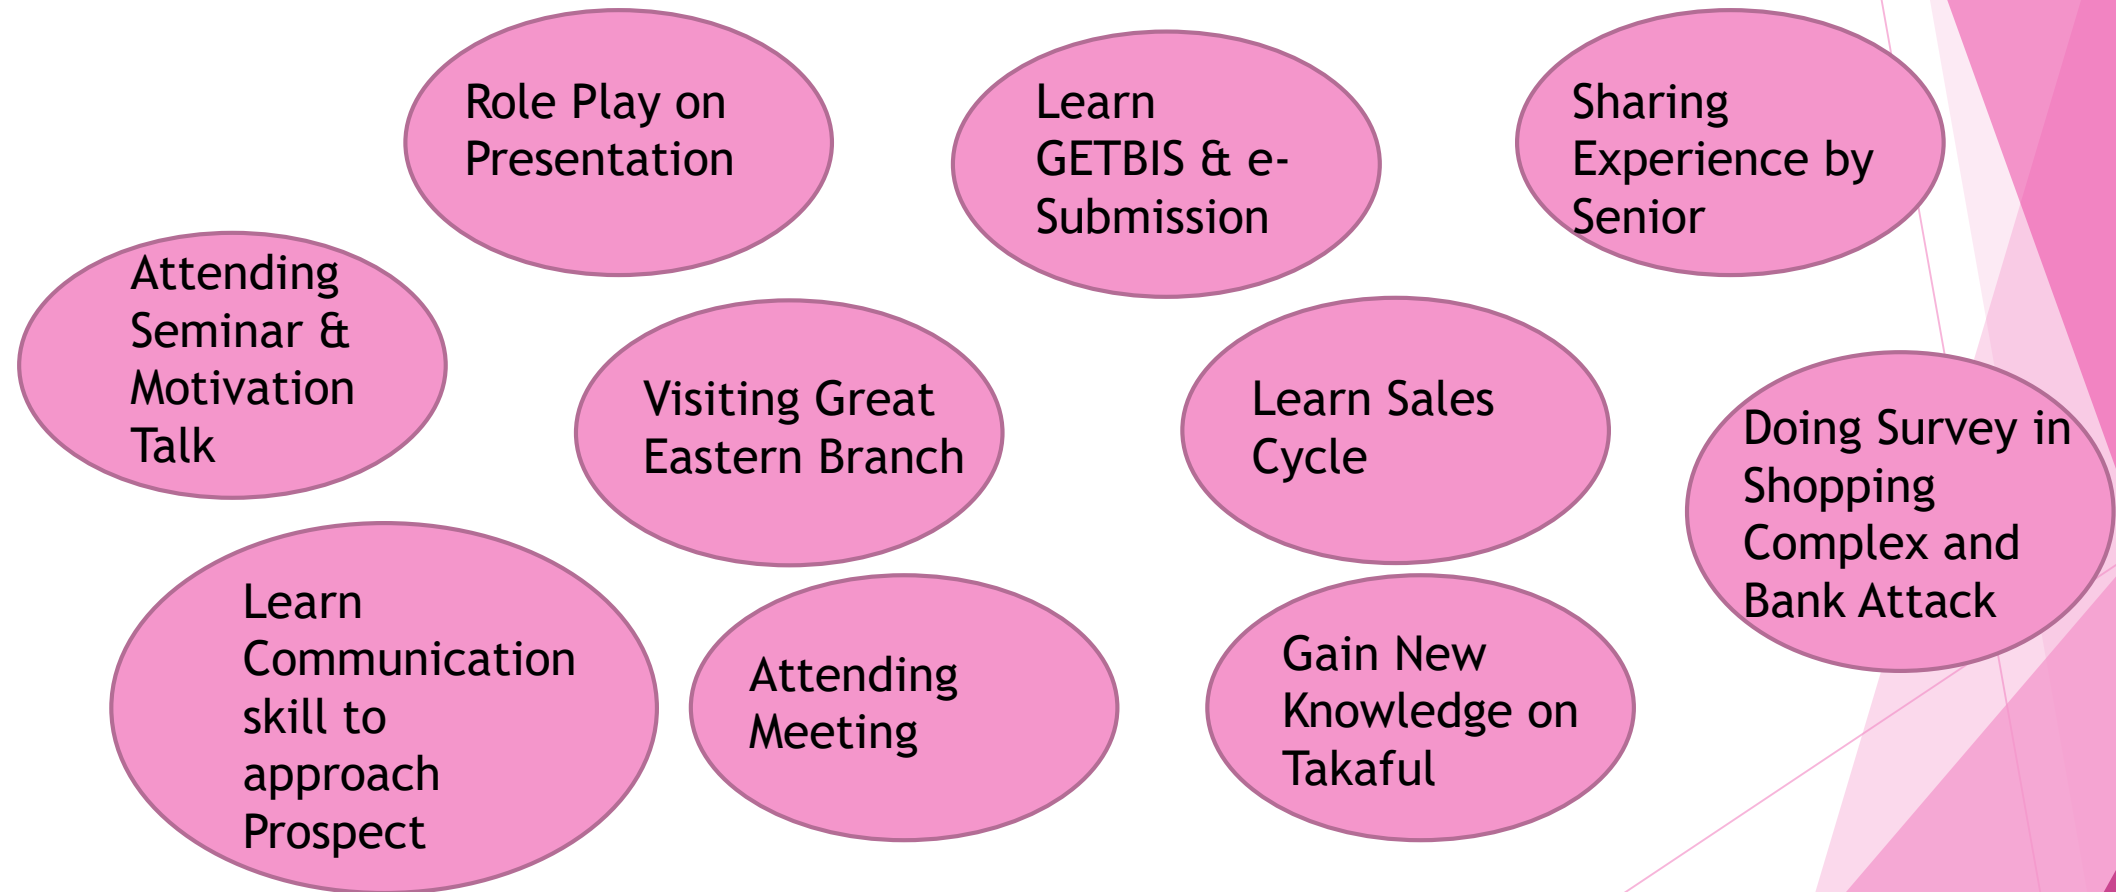 Role Play on
Presentation
Learn
GETBIS & e-
Submission
Sharing
Experience by
Senior
Attending
Seminar &
Motivation
Talk
Visiting Great
Eastern Branch
Learn Sales
Cycle
Doing Survey in
Shopping
Complex and
Bank Attack
Learn
Communication
skill to
approach
Prospect
Attending
Meeting
Gain New
Knowledge on
Takaful